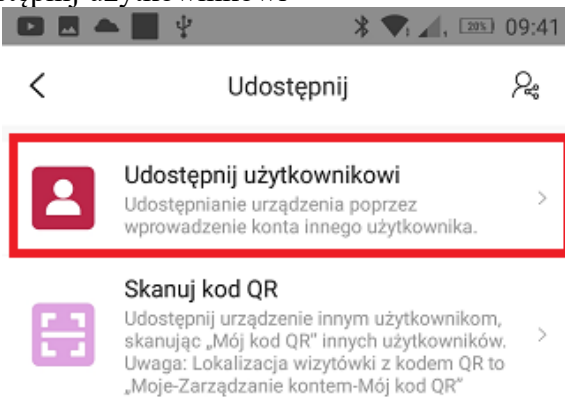 użytkownikowi
20% 09:41
Udostępnij
Udostępnij użytkownikowi
Udostępnianie urządzenia poprzez
wprowadzenie konta innego użytkownika.
Skanuj kod QR
Udostępnij urządzenie innym użytkownikom,
skanując „Mój kod QR" innych użytkowników.
Uwaga: Lokalizacja wizytówki z kodem QR to
„Moje-Zarządzanie kontem-Mój kod QR"